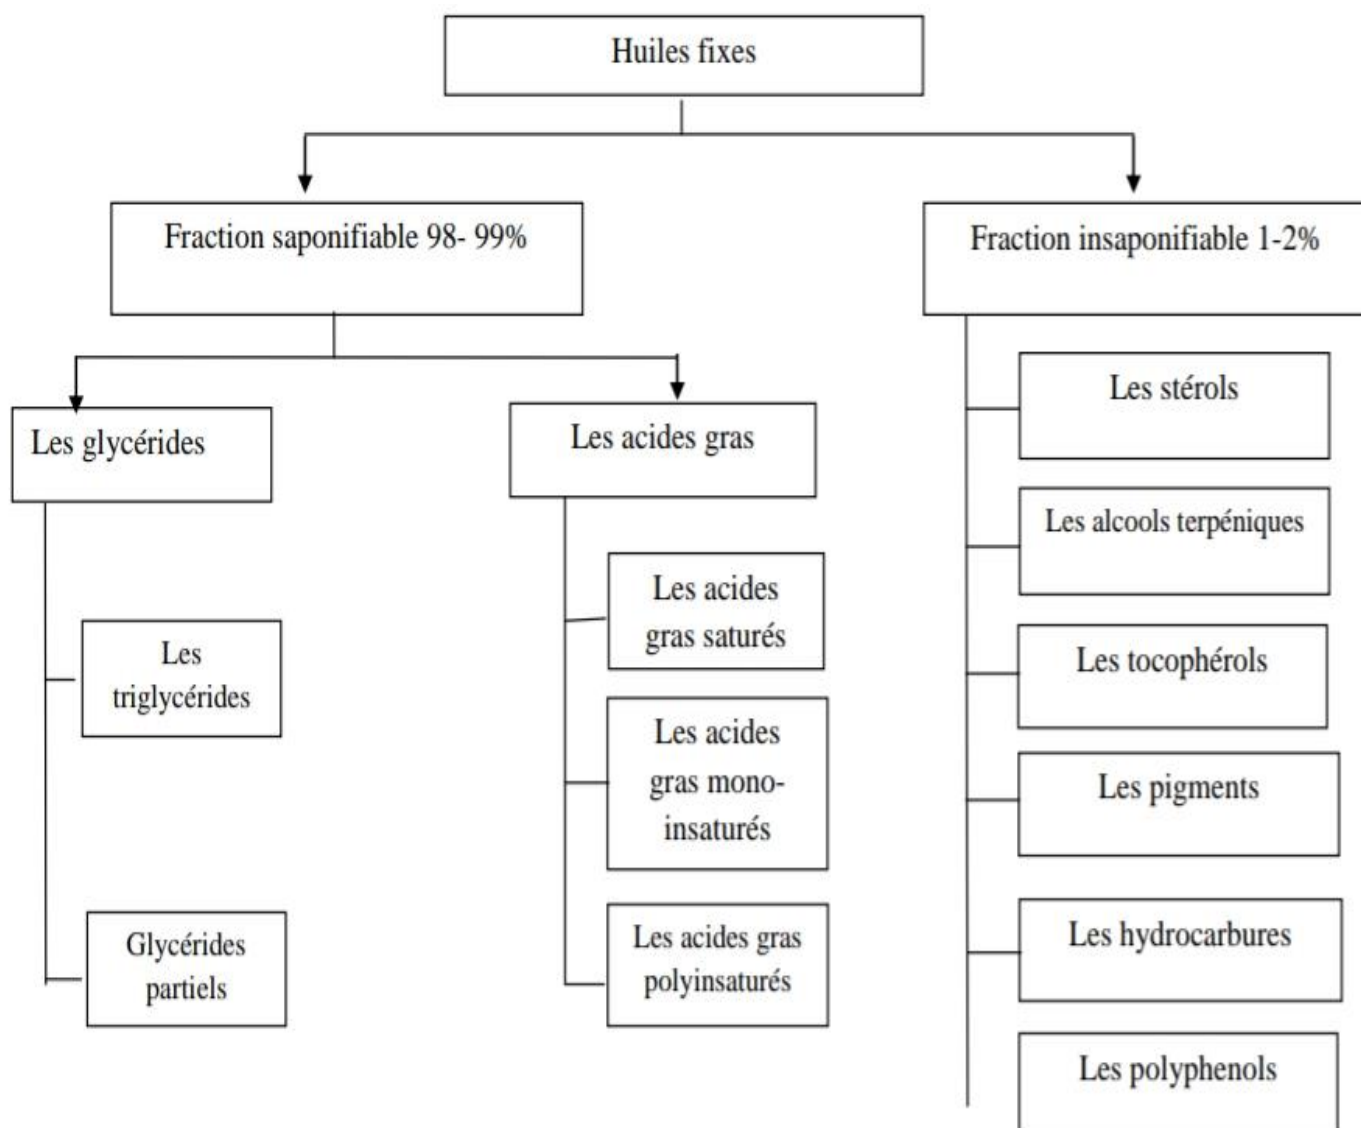 Huiles fixes
Fraction saponifiable 98- 99%
Fraction insaponifiable 1-2%
Les glycérides
Les triglycérides
Glycérides partiels
Les acides gras
Les acides
gras saturés
Les acides
gras mono-
insaturés
Les acides gras
polyinsaturés
Les stérols
Les alcools terpéniques
Les tocophérols
Les pigments
Les hydrocarbures
Les polyphenols